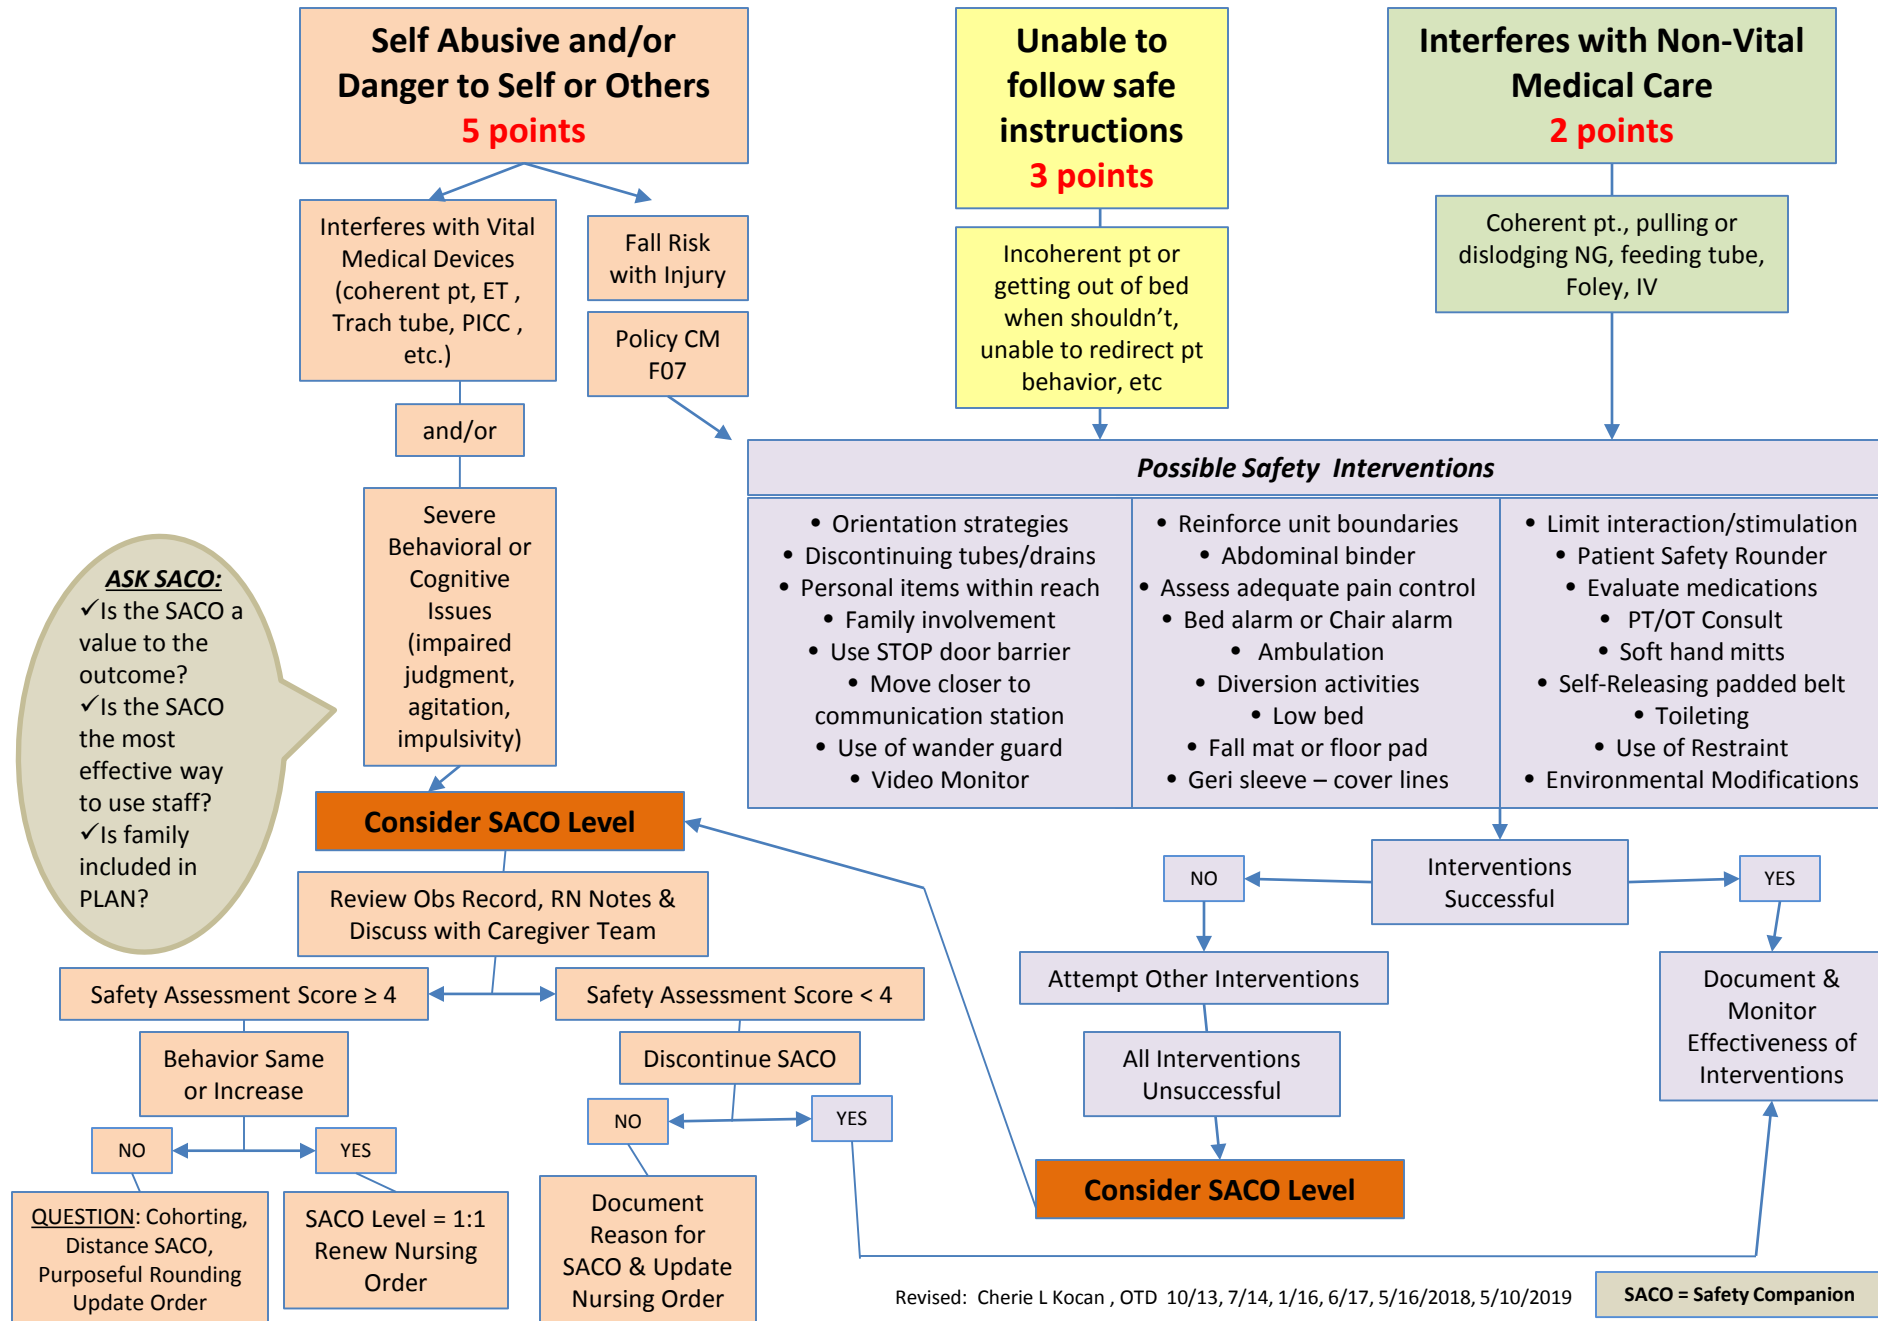 Self Abusive and/or
Danger to Self or Others
5 points
Unable to
follow safe
instructions
3 points
Interferes with Non-Vital
Medical Care
2 points
Interferes with Vital
Medical Devices
(coherent pt, ET ,
Trach tube, PICC ,
etc.)
Fall Risk
with Injury
Policy CM
F07
Incoherent pt or
getting out of bed
when shouldn’t,
unable to redirect pt
behavior, etc
Coherent pt., pulling or
dislodging NG, feeding tube,
Foley, IV
and/or
Severe
Behavioral or
Cognitive
Issues
(impaired
judgment,
agitation,
impulsivity)
Possible Safety Interventions
• Orientation strategies
• Discontinuing tubes/drains
• Personal items within reach
• Family involvement
• Use STOP door barrier
• Move closer to
communication station
• Use of wander guard
• Video Monitor
• Reinforce unit boundaries
• Abdominal binder
• Assess adequate pain control
• Bed alarm or Chair alarm
• Ambulation
• Diversion activities
• Low bed
• Fall mat or floor pad
• Geri sleeve – cover lines
• Limit interaction/stimulation
• Patient Safety Rounder
• Evaluate medications
• PT/OT Consult
• Soft hand mitts
• Self-Releasing padded belt
• Toileting
• Use of Restraint
• Environmental Modifications
ASK SACO:
✓Is the SACO a
value to the
outcome?
✓Is the SACO
the most
effective way
to use staff?
✓Is family
included in
PLAN?
Consider SACO Level
Review Obs Record, RN Notes &
Discuss with Caregiver Team
Safety Assessment Score ≥ 4
Safety Assessment Score < 4
Behavior Same
or Increase
Discontinue SACO
NO
YES
NO
YES
QUESTION: Cohorting,
Distance SACO,
Purposeful Rounding
Update Order
SACO Level = 1:1
Renew Nursing
Order
Document
Reason for
SACO & Update
Nursing Order
Interventions
Successful
NO
YES
Attempt Other Interventions
All Interventions
Unsuccessful
Consider SACO Level
Document &
Monitor
Effectiveness of
Interventions
Revised: Cherie L Kocan , OTD 10/13, 7/14, 1/16, 6/17, 5/16/2018, 5/10/2019
SACO = Safety Companion